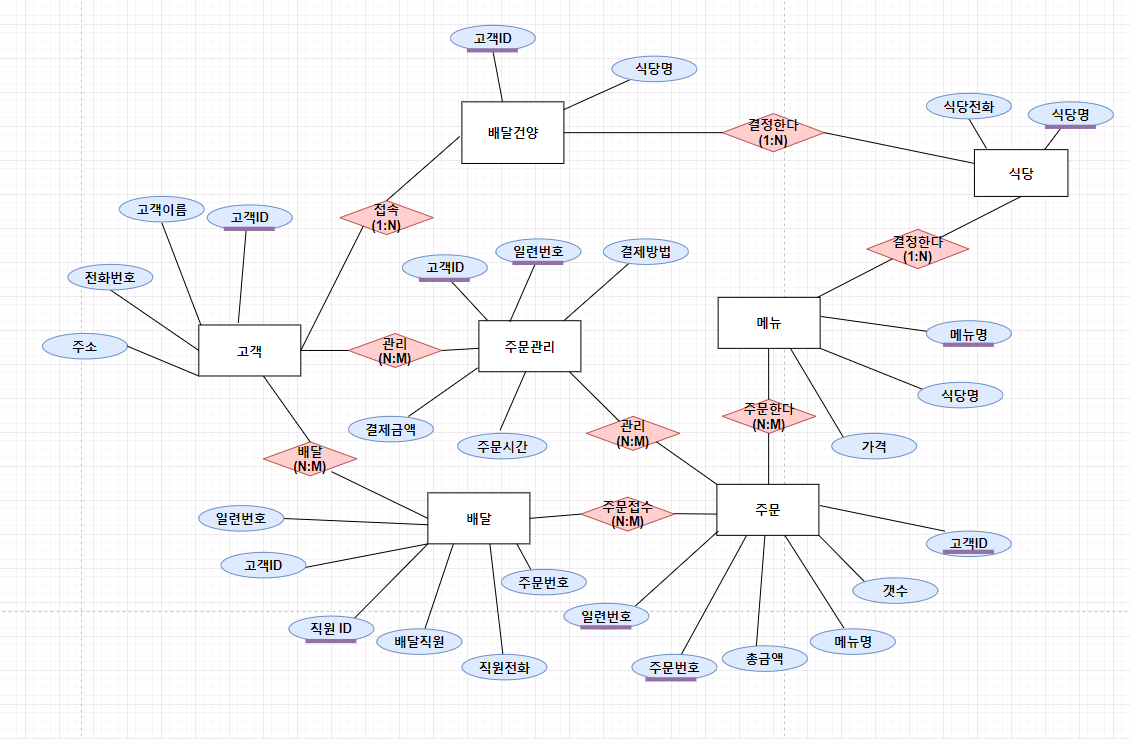 고객ID
식당명
배달건양
결정한다
(1:N)
식당전화
식당명
식당
접속
(1:N)
고객이름
고객ID
전화번호
주소
고객
결정한다
(1:N)
고객ID
일련번호
결제방법
관리
(N:M)
주문관리
메뉴
메뉴명
식당명
가격
결제금액
주문시간
관리
(N:M)
주문한다
(N:M)
배달
(N:M)
배달
주문접수
(N:M)
주문
일련번호
고객ID
직원 ID
배달직원
직원전화
주문번호
고객ID
갯수
일련번호
주문번호
총금액
메뉴명